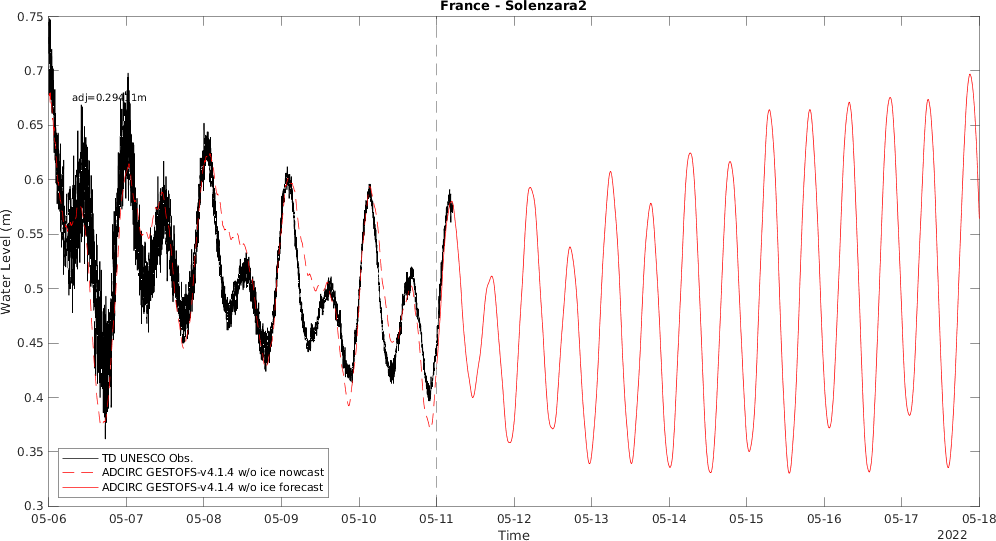 France - Solenzara2
0.75
0.7
0.65
0.6
0.55
0.5
0.45
0.4
0.35
0.3
Water Level (m)
TD UNESCO Obs.
ADCIRC GESTOFS-v4.1.4 w/o ice nowcast
ADCIRC GESTOFS-v4.1.4 w/o ice forecast
05-06 05-07 05-08 05-09 05-10 05-11 05-12 05-13 05-14 05-15 05-16 05-17 05-18
Time
2022